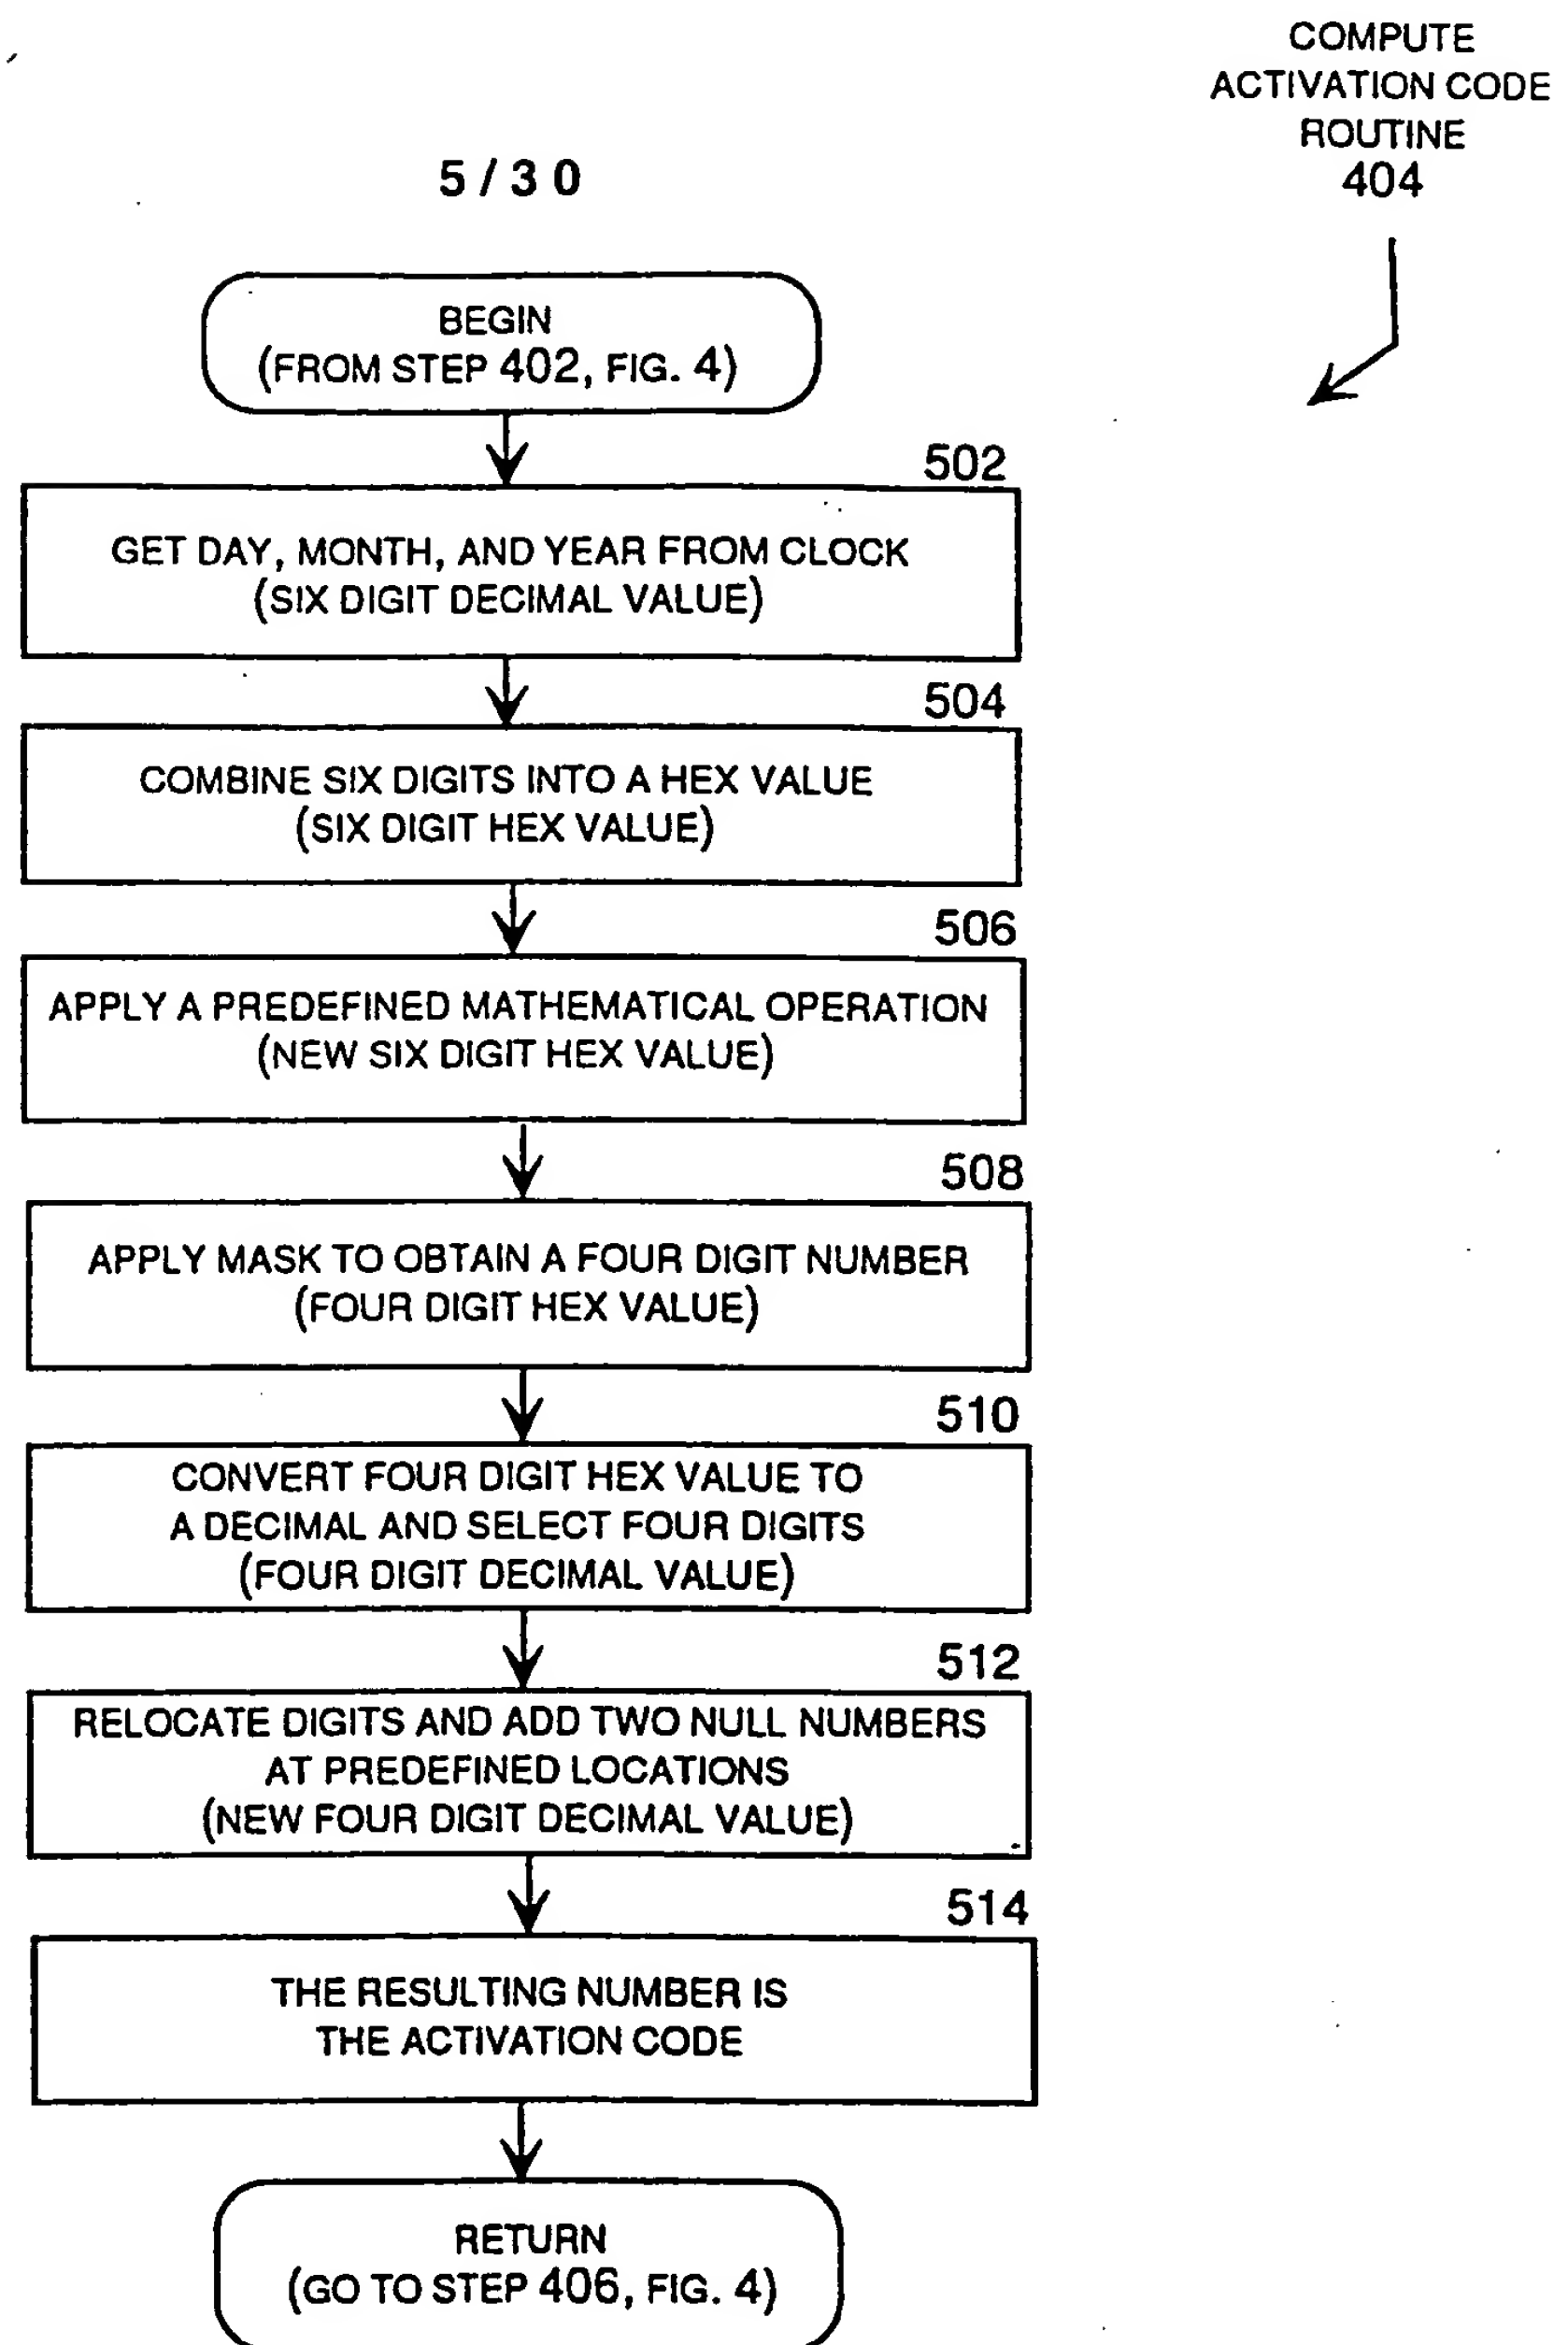 COMPUTE
ACTIVATION CODE
ROUTINE
404
5/30
BEGIN
(FROM STEP 402, FIG. 4)
502
GET DAY, MONTH, AND YEAR FROM CLOCK
(SIX DIGIT DECIMAL VALUE)
504
COMBINE SIX DIGITS INTO A HEX VALUE
(SIX DIGIT HEX VALUE)
506
APPLY A PREDEFINED MATHEMATICAL OPERATION
(NEW SIX DIGIT HEX VALUE)
508
APPLY MASK TO OBTAIN A FOUR DIGIT NUMBER
(FOUR DIGIT HEX VALUE)
510
CONVERT FOUR DIGIT HEX VALUE TO
A DECIMAL AND SELECT FOUR DIGITS
(FOUR DIGIT DECIMAL VALUE)
512
RELOCATE DIGITS AND ADD TWO NULL NUMBERS
AT PREDEFINED LOCATIONS
(NEW FOUR DIGIT DECIMAL VALUE)
514
THE RESULTING NUMBER IS
THE ACTIVATION CODE
RETURN
(GO TO STEP 406, FIG. 4)